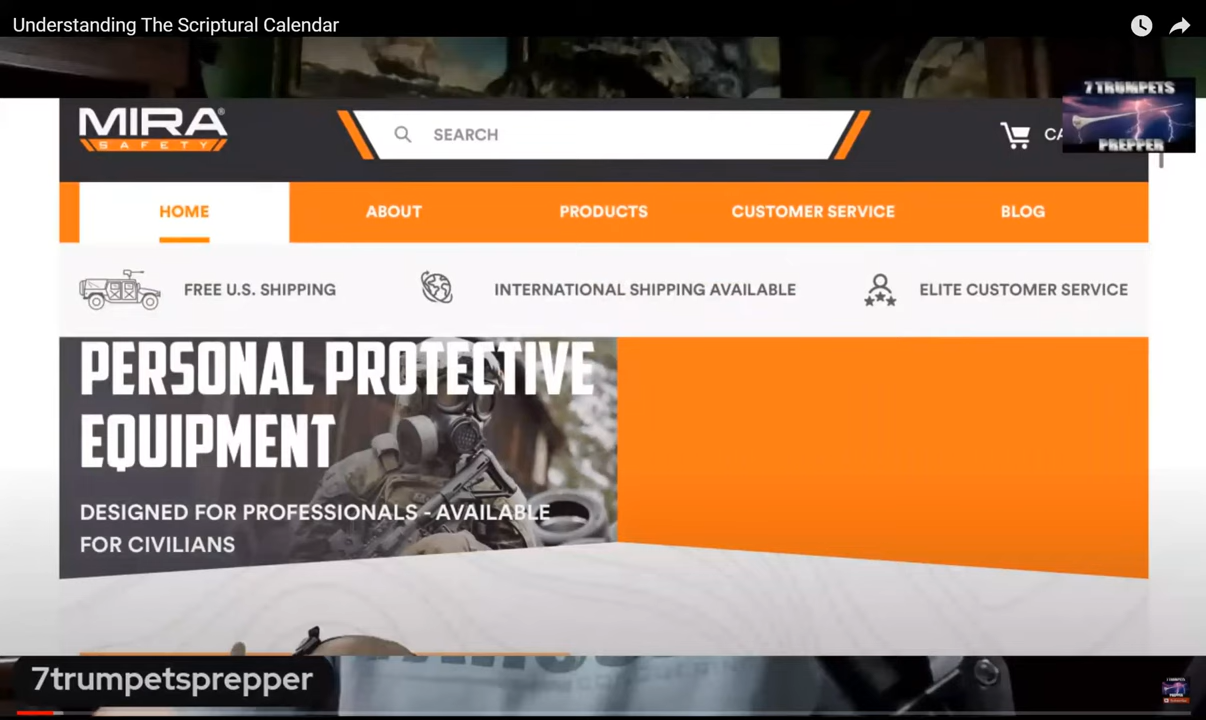 Understanding The Scriptural Calendar
MIRA®
SAFETY
SEARCH
7 TRUMPETS
PREPPER
HOME
ABOUT
PRODUCTS
CUSTOMER SERVICE
BLOG
FREE U.S. SHIPPING
INTERNATIONAL SHIPPING AVAILABLE
ELITE CUSTOMER SERVICE
PERSONAL PROTECTIVE
EQUIPMENT
DESIGNED FOR PROFESSIONALS - AVAILABLE
FOR CIVILIANS
7trumpetsprepper